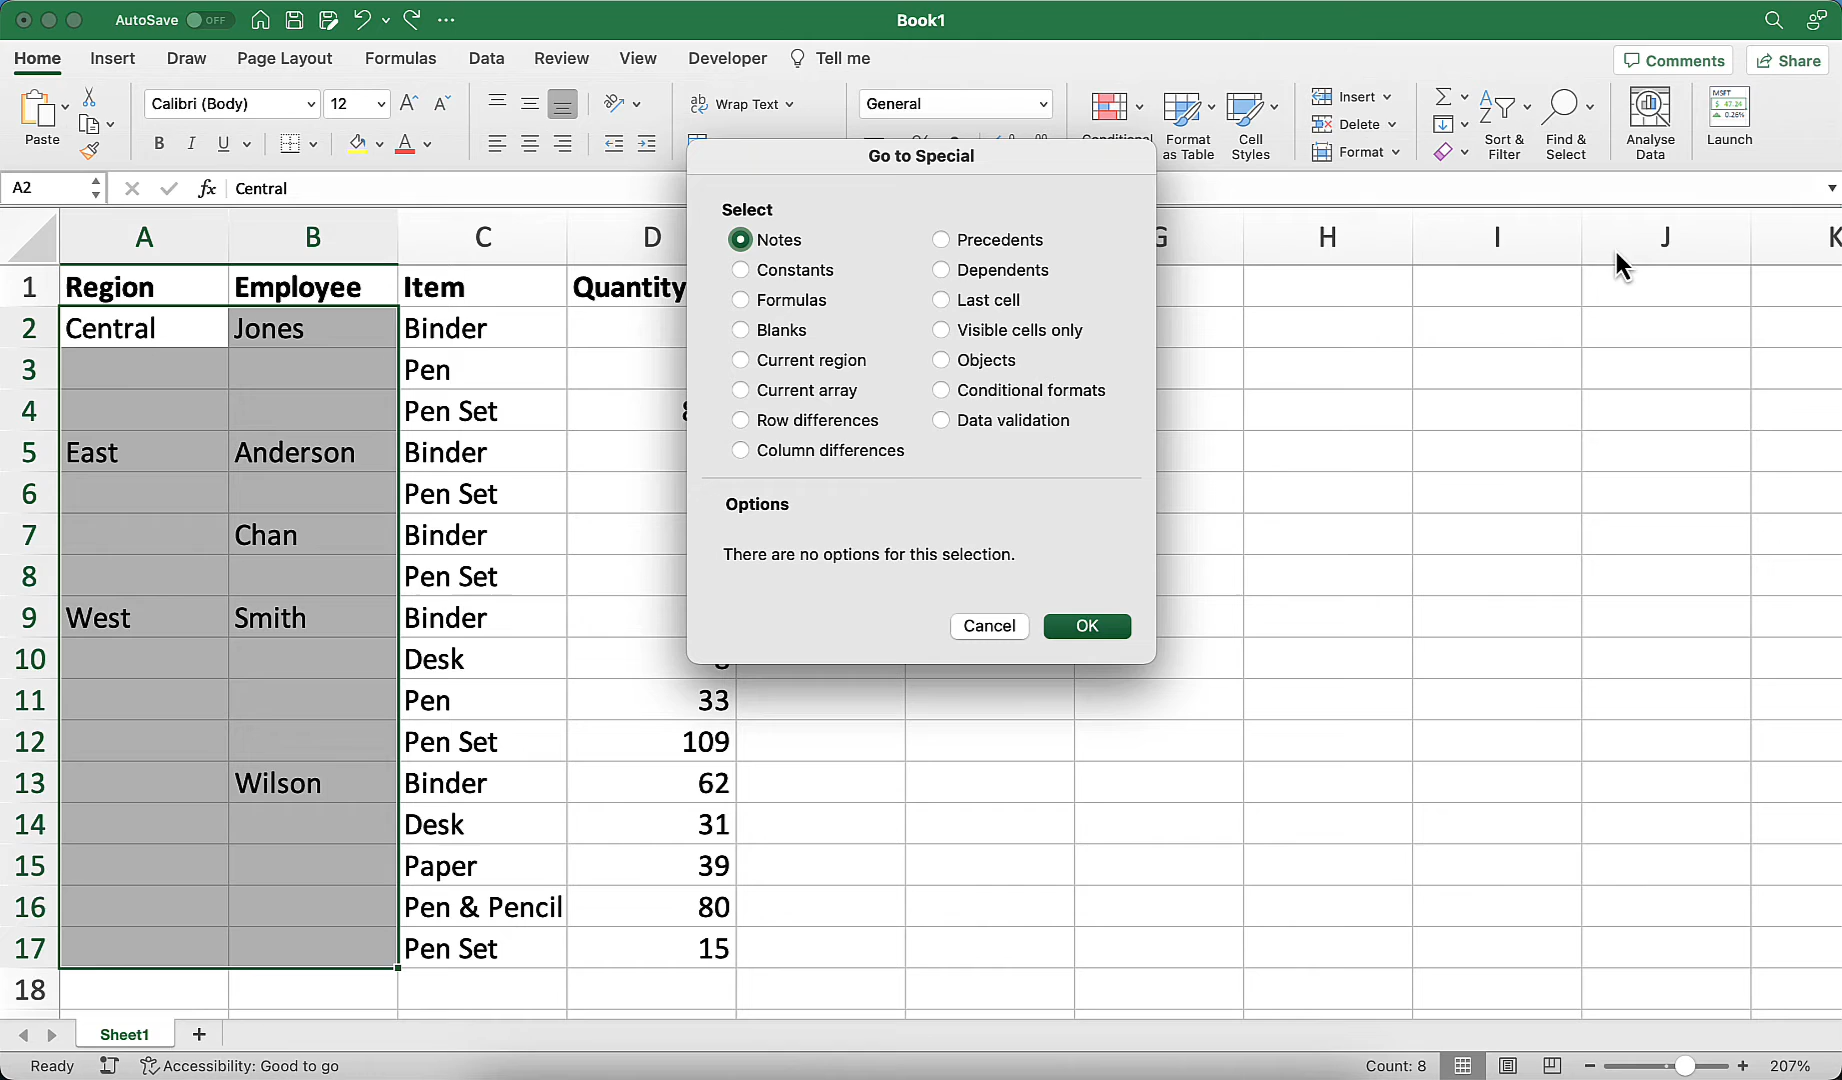 AutoSave OFF Book1
Home Insert Draw Page Layout Formulas Data Review View Developer Tell me Comments Share
Paste Calibri (Body) 12 Wrap Text General Format as Table Cell Styles Insert Delete Format Sort & Filter Find & Select Analyse Data MSFT $ 47.24 0.26% Launch
A2 fx Central
A B C D G H I J K
1 Region Employee Item Quantity
2 Central Jones Binder
3 Pen
4 Pen Set
5 East Anderson Binder
6 Pen Set
7 Chan Binder
8 Pen Set
9 West Smith Binder
10 Desk
11 Pen 33
12 Pen Set 109
13 Wilson Binder 62
14 Desk 31
15 Paper 39
16 Pen & Pencil 80
17 Pen Set 15
18
Go to Special
Select
Notes Precedents
Constants Dependents
Formulas Last cell
Blanks Visible cells only
Current region Objects
Current array Conditional formats
Row differences Data validation
Column differences
Options
There are no options for this selection.
Cancel OK
Sheet1 +
Ready Accessibility: Good to go Count: 8 207%